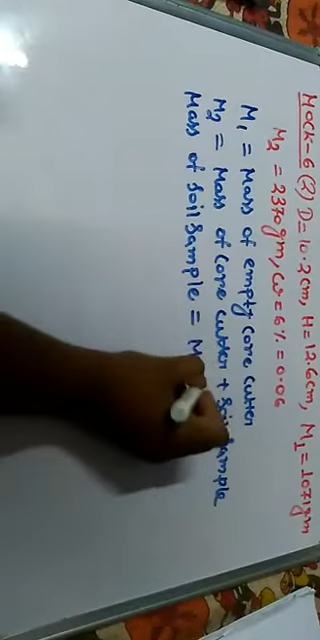 MOCK-6 (2) D=10.2cm, H=12.6cm, M1=1071gm
M2 = 2370gm, ω=6%=0.06
M1 = Mass of empty core cutter
M2 = Mass of core cutter + Soil Sample
Mass of Soil Sample = M